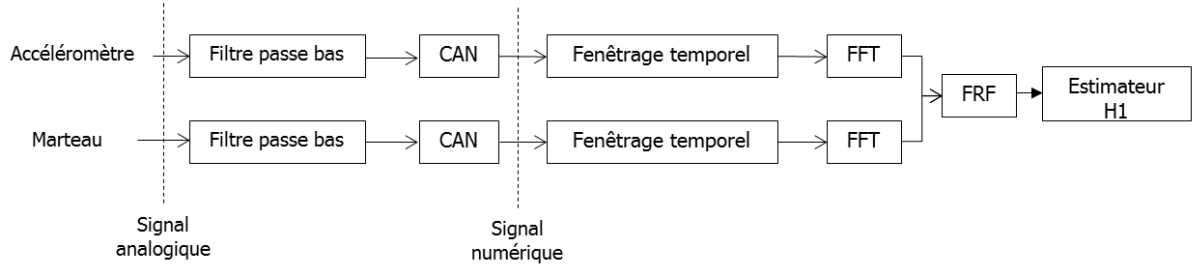 Accéléromètre
Filtre passe bas
CAN
Fenêtrage temporel
FFT
FRF
Estimateur
H1
Marteau
Filtre passe bas
CAN
Fenêtrage temporel
FFT
Signal
analogique
Signal
numérique